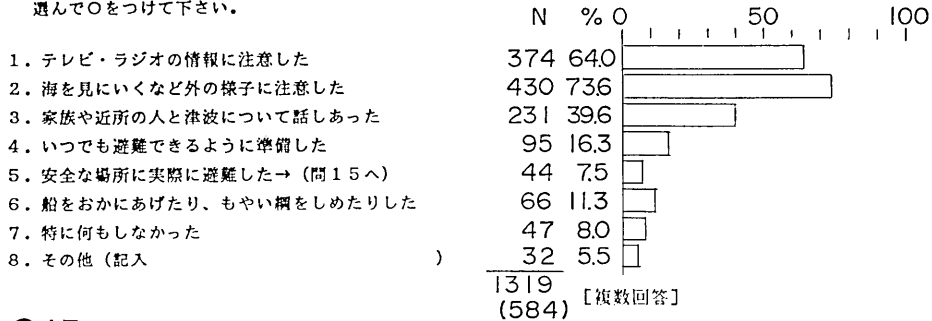 選んで○をつけて下さい。
N % 0 50 100
1．テレビ・ラジオの情報に注意した 374 64.0
2．海を見にいくなど外の様子に注意した 430 73.6
3．家族や近所の人と津波について話しあった 231 39.6
4．いつでも避難できるように準備した 95 16.3
5．安全な場所に実際に避難した→（問15へ） 44 7.5
6．船をおかにあげたり、もやい綱をしめたりした 66 11.3
7．特に何もしなかった 47 8.0
8．その他（記入 ） 32 5.5
1319
(584) [複数回答]